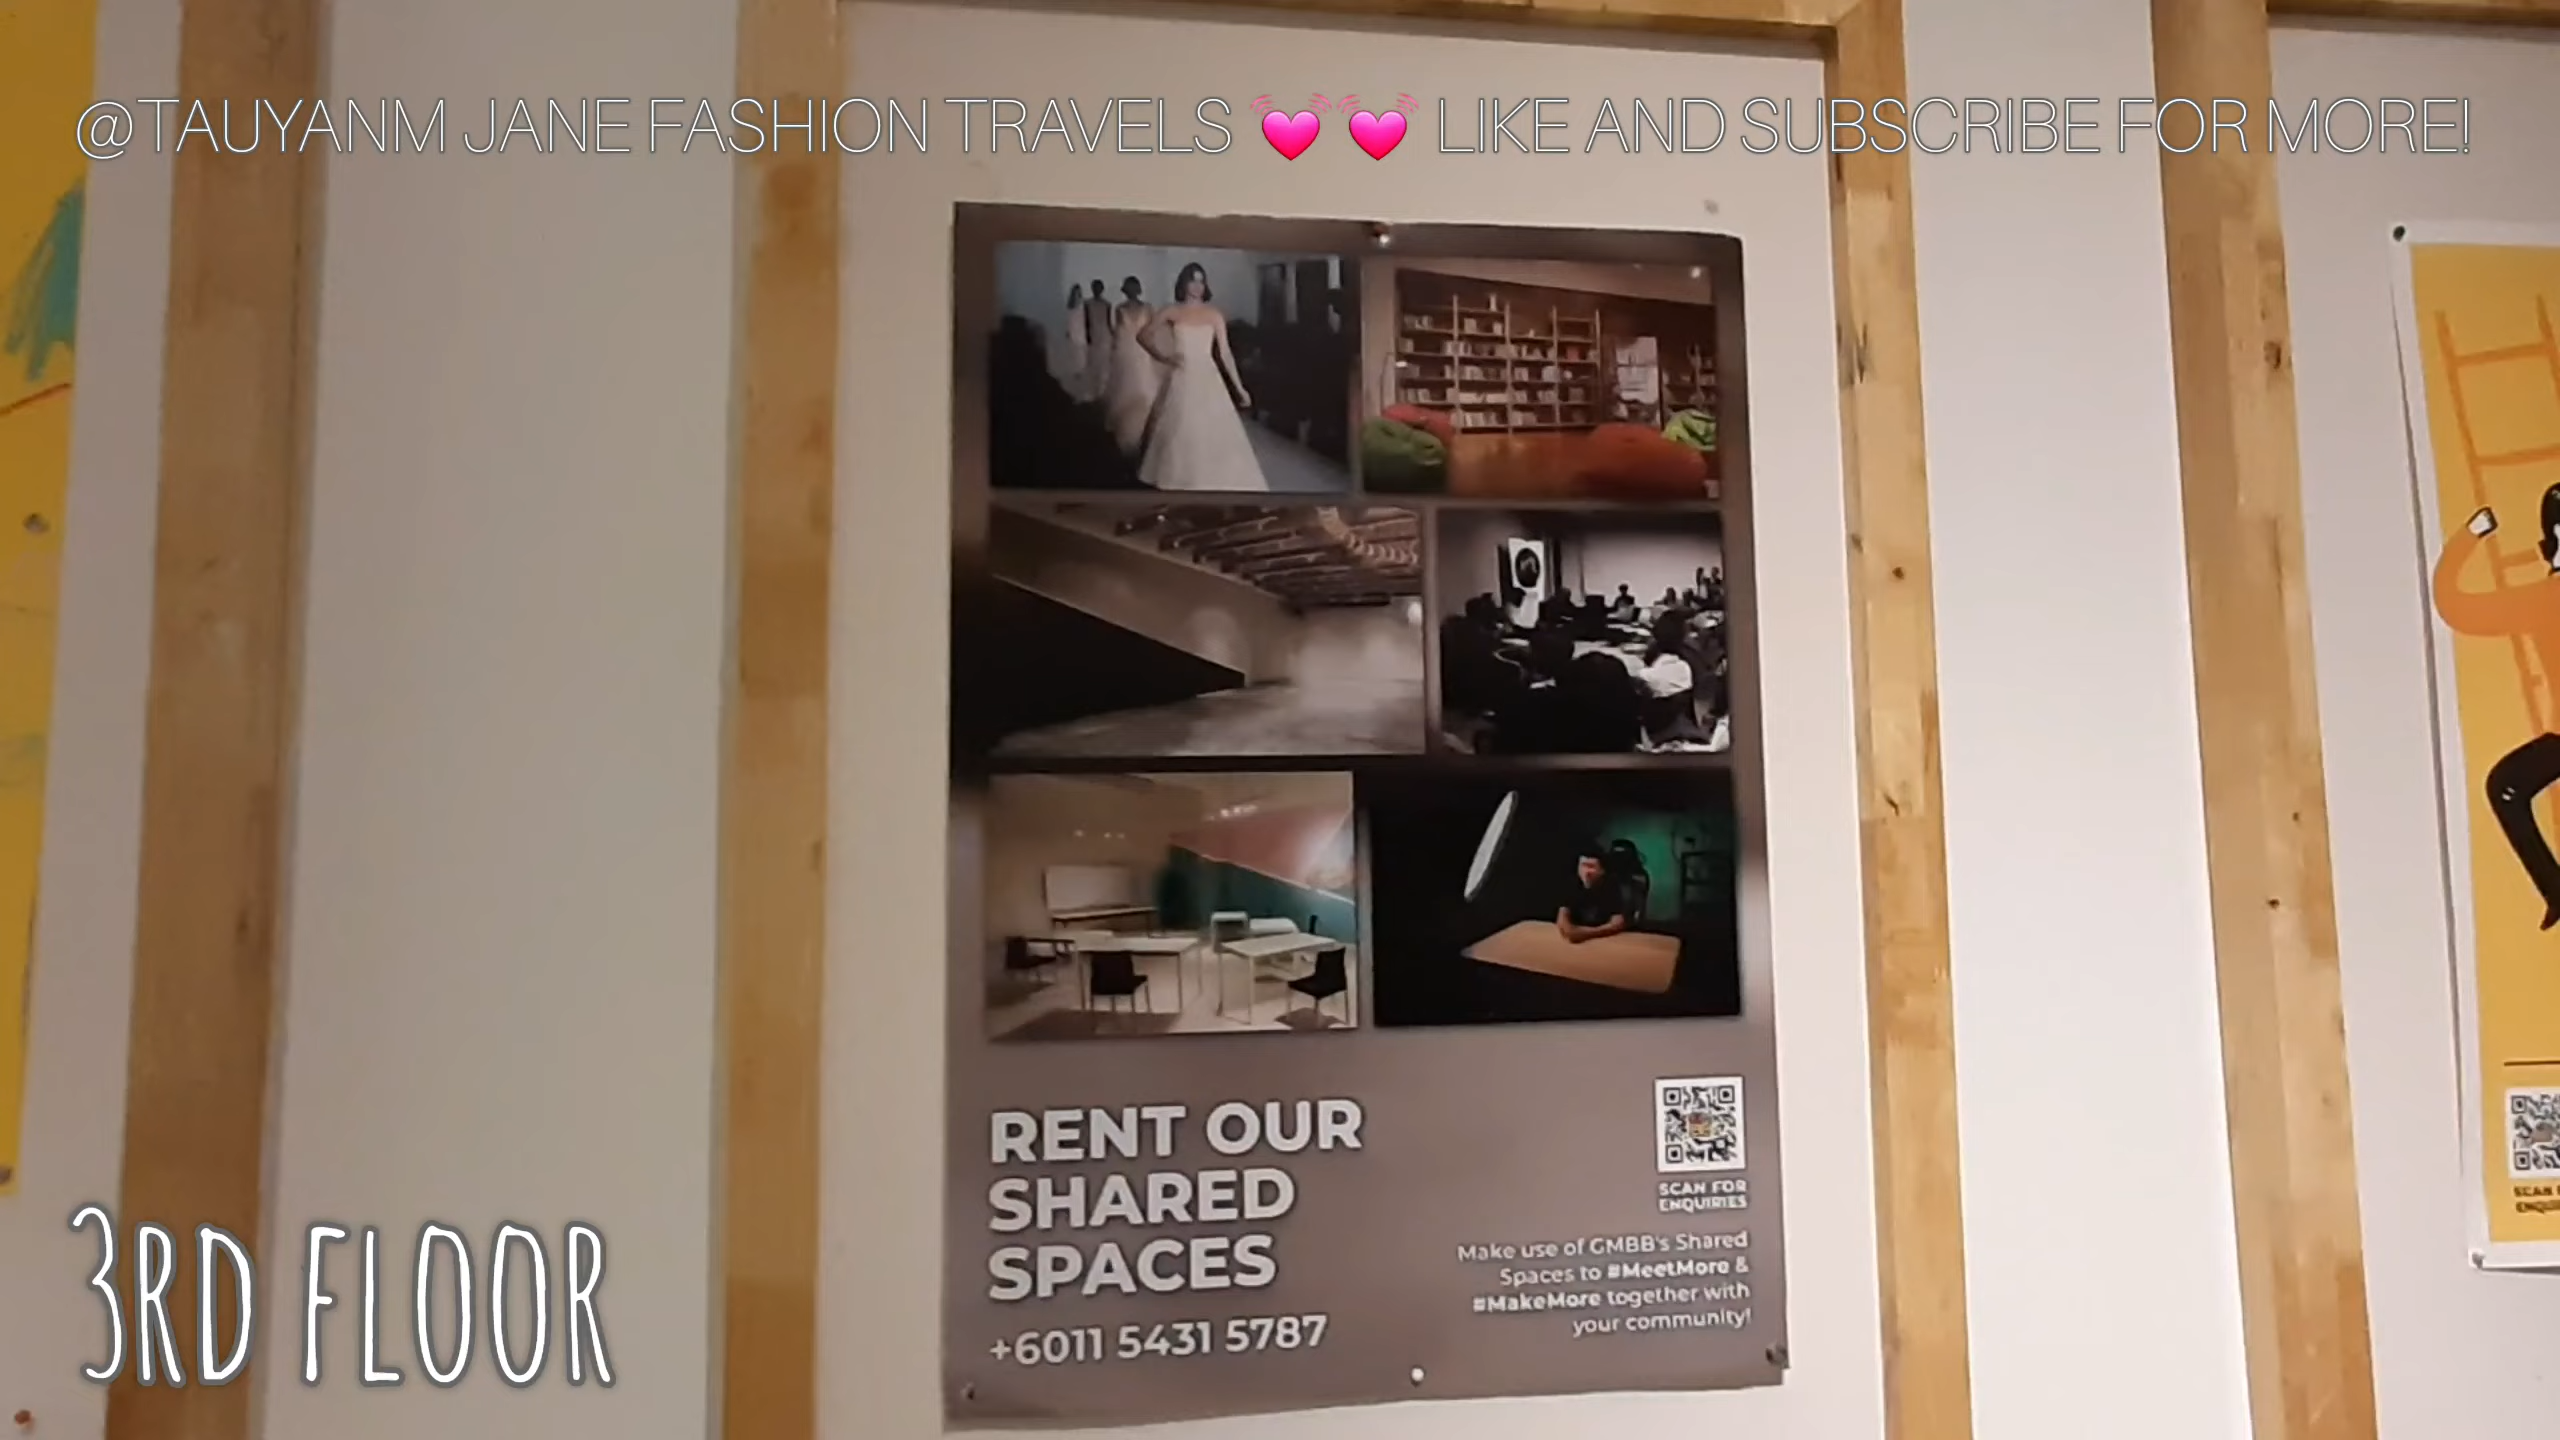 @TAUYANM JANE FASHION TRAVELS 💓💓 LIKE AND SUBSCRIBE FOR MORE!
RENT OUR
SHARED
SPACES
+6011 5431 5787
SCAN FOR
ENQUIRIES
Make use of GMBB's Shared
Spaces to #MeetMore &
#MakeMore together with
your community!
SCAN
3RD FLOOR